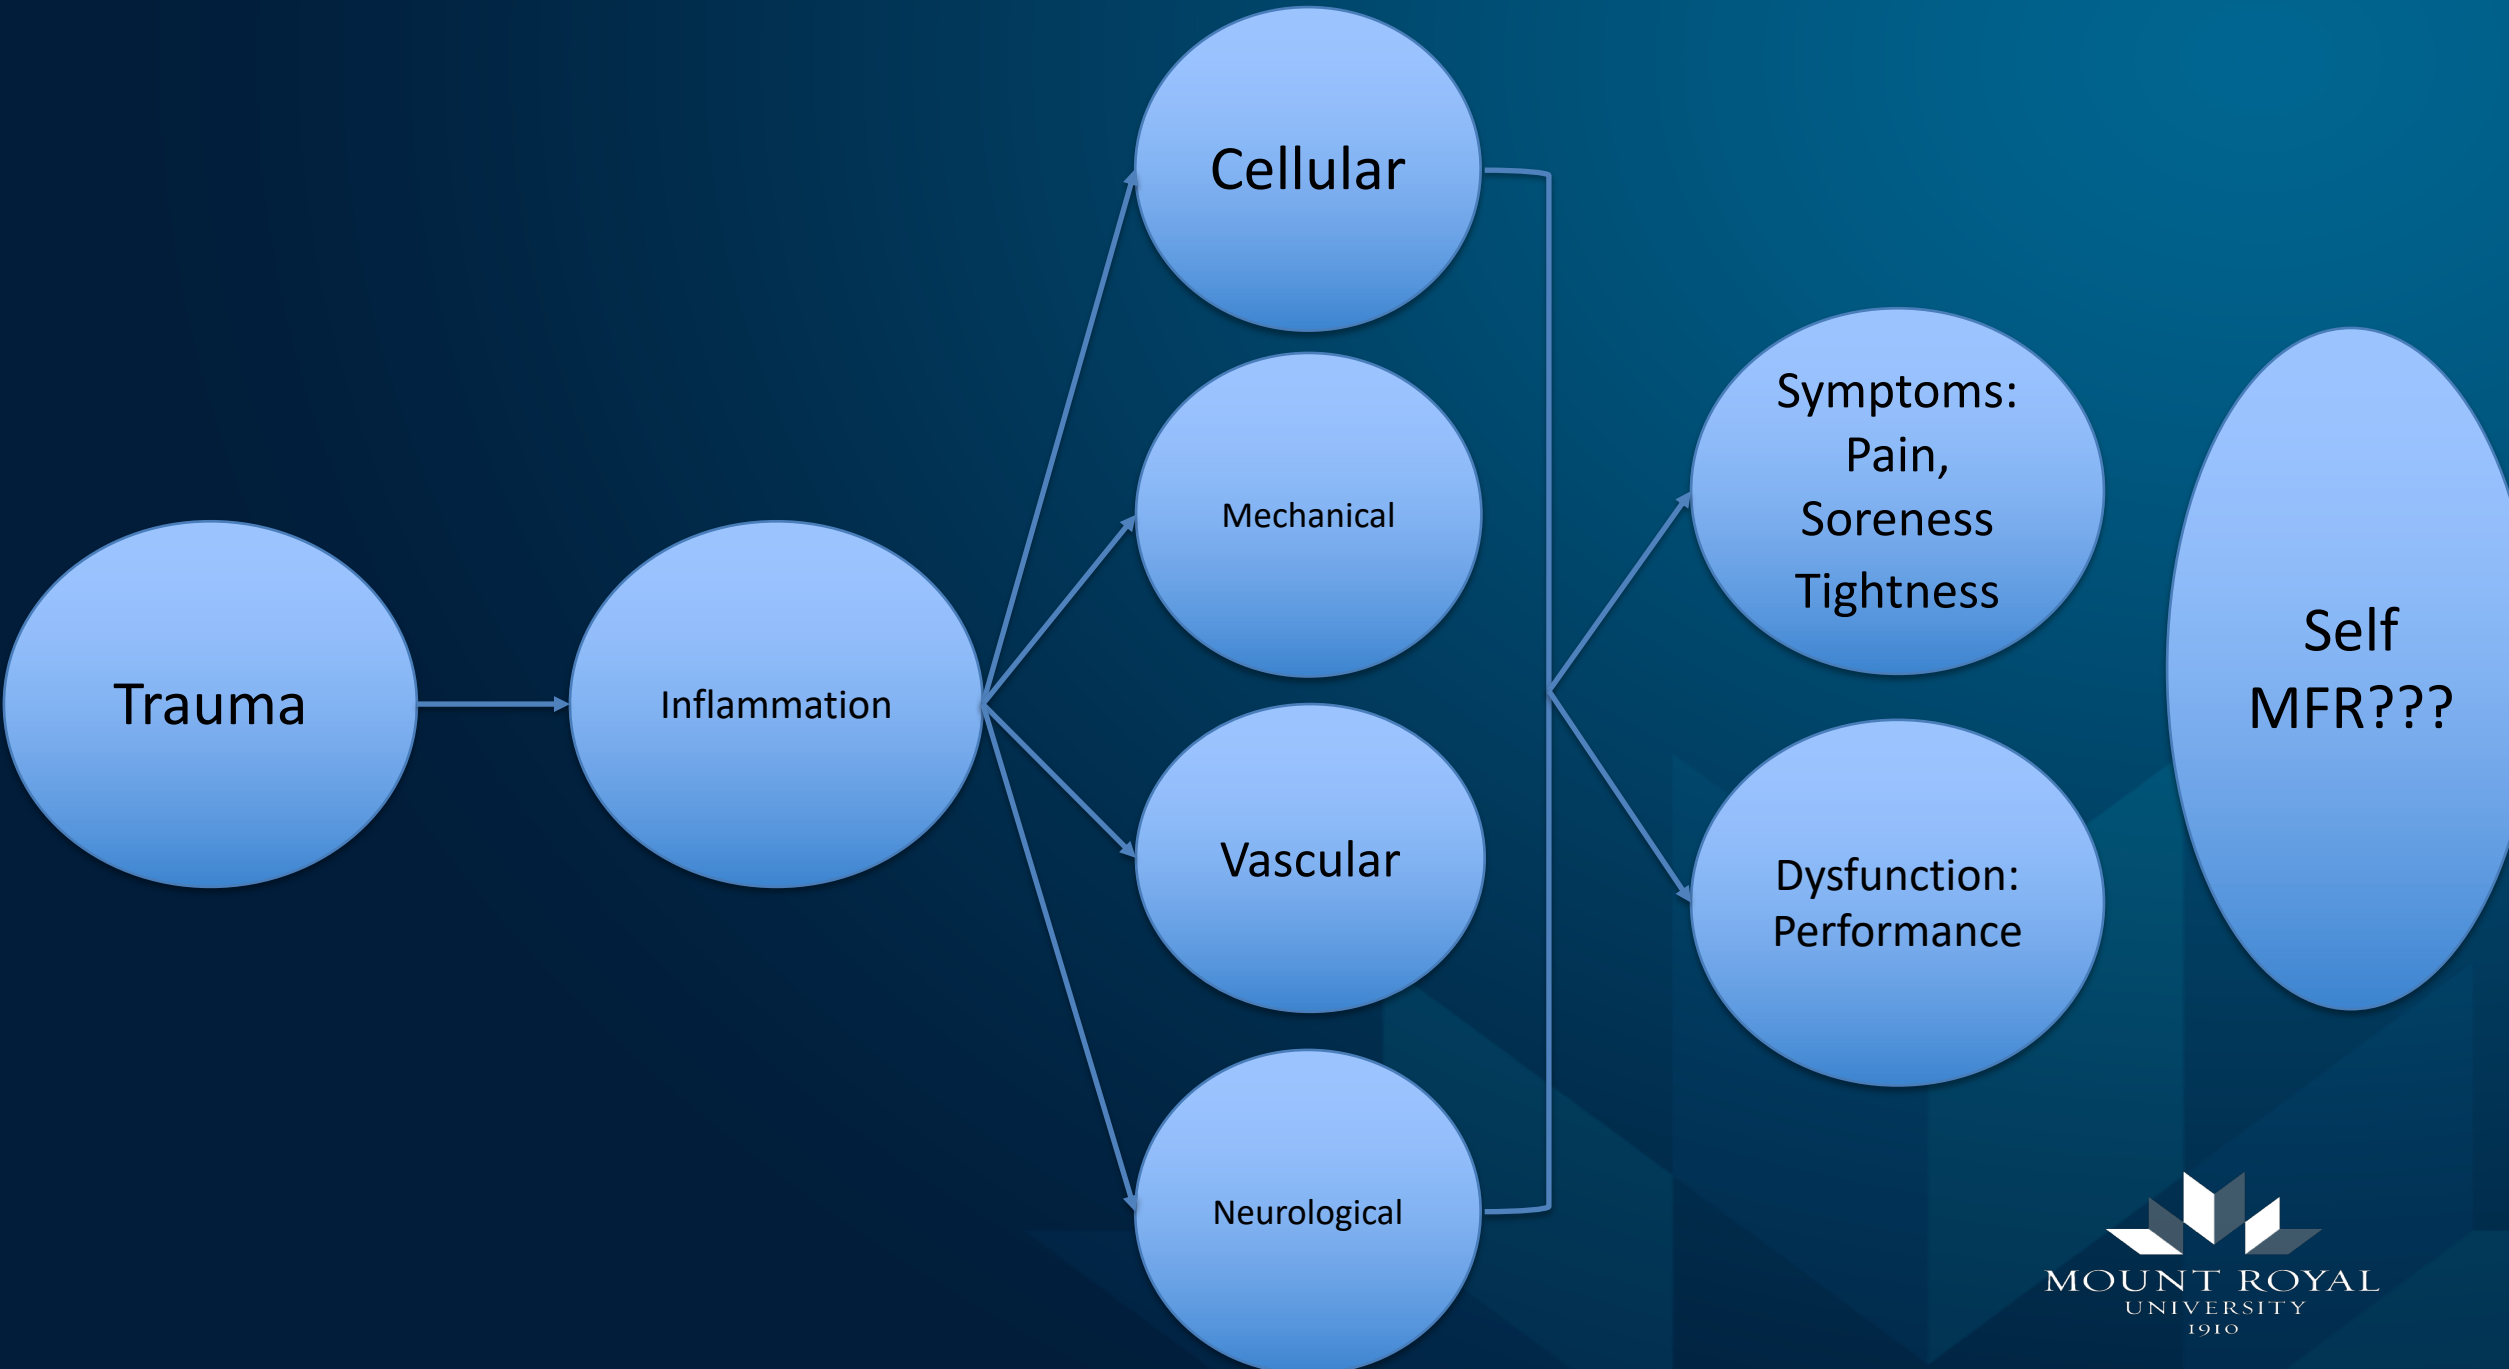 Trauma
Inflammation
Cellular
Mechanical
Vascular
Neurological
Symptoms:
Pain,
Soreness
Tightness
Dysfunction:
Performance
Self
MFR???
MOUNT ROYAL
UNIVERSITY
1910